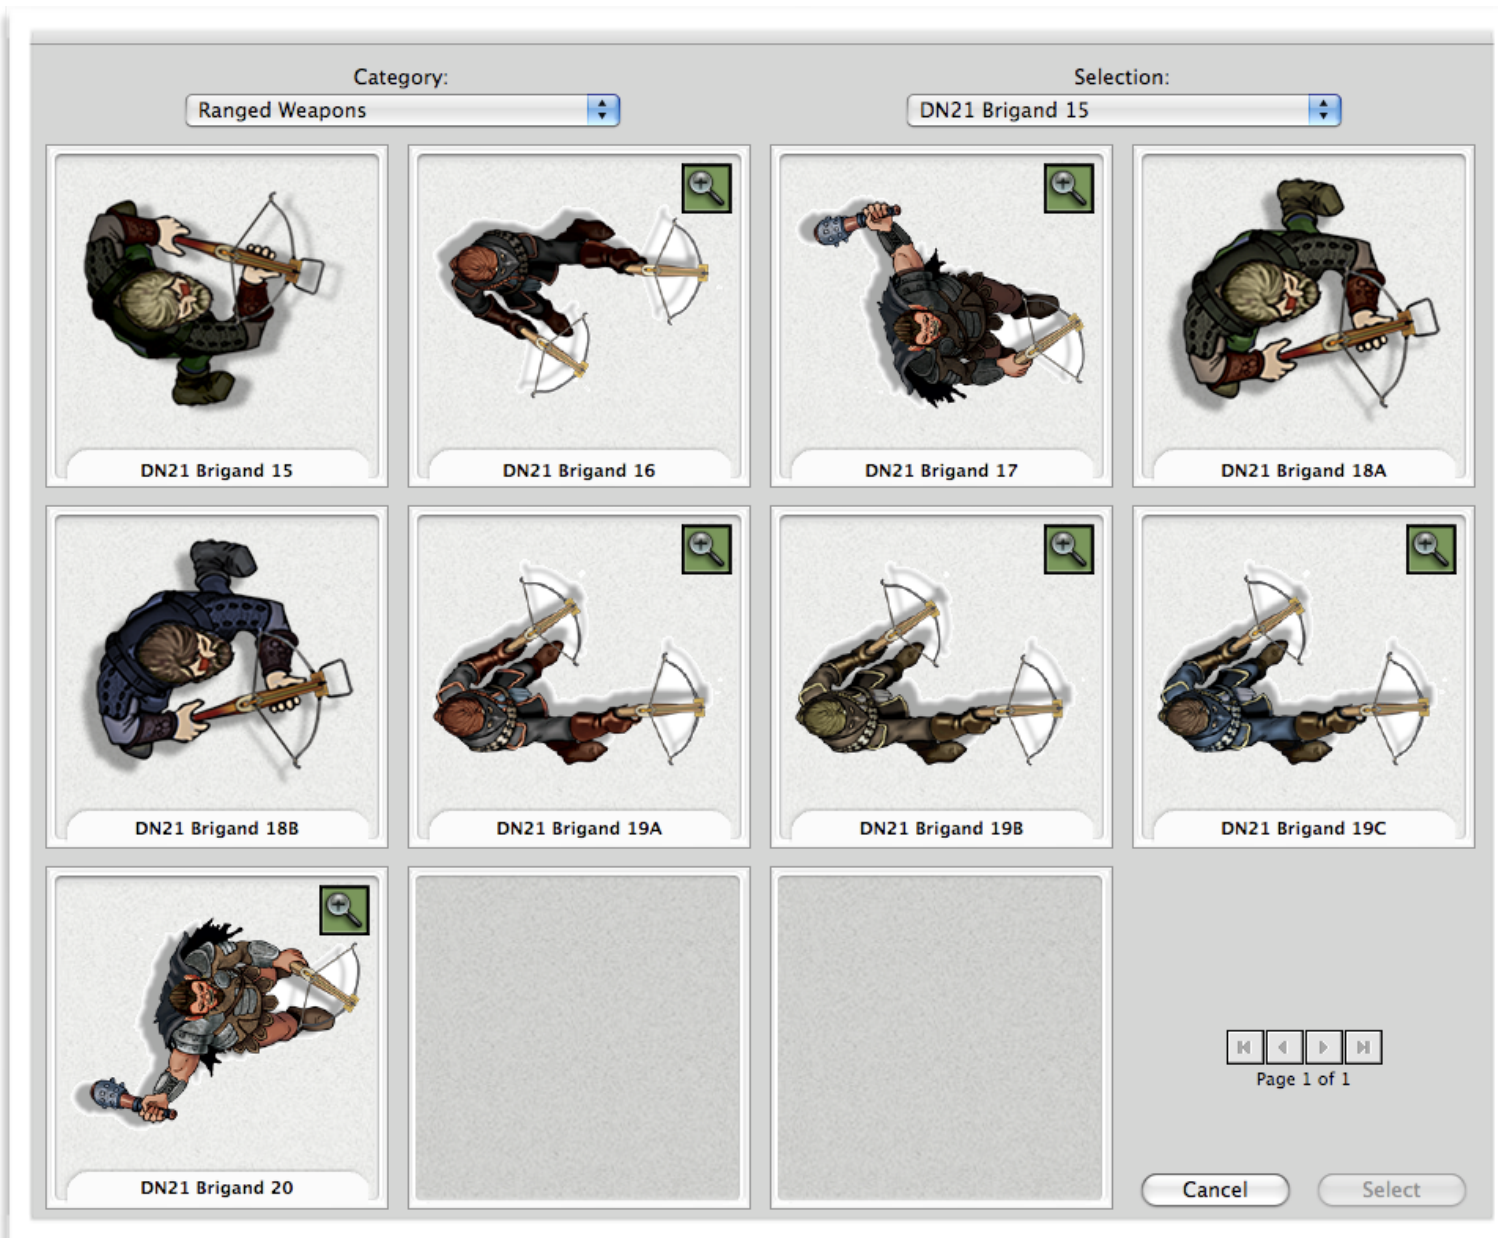 Category:
Selection:
Ranged Weapons
DN21 Brigand 15
DN21 Brigand 15
DN21 Brigand 16
DN21 Brigand 17
DN21 Brigand 18A
DN21 Brigand 18B
DN21 Brigand 19A
DN21 Brigand 19B
DN21 Brigand 19C
DN21 Brigand 20
Page 1 of 1
Cancel
Select